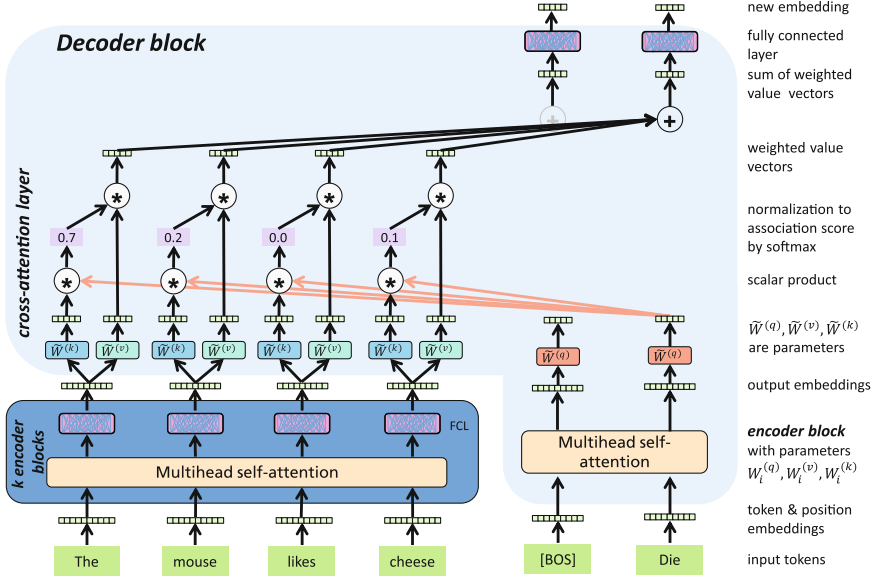 new embedding
Decoder block
fully connected
layer
sum of weighted
value vectors
+ +
weighted value
vectors
cross-attention layer
* * * *
normalization to
association score
by softmax
0.7 0.2 0.0 0.1
* * * *
scalar product
W̃⁽q⁾, W̃⁽v⁾, W̃⁽k⁾
are parameters
W̃⁽k⁾ W̃⁽v⁾ W̃⁽k⁾ W̃⁽v⁾ W̃⁽k⁾ W̃⁽v⁾ W̃⁽k⁾ W̃⁽v⁾ W̃⁽q⁾ W̃⁽q⁾
output embeddings
k encoder
blocks
FCL
Multihead self-attention
Multihead self-
attention
encoder block
with parameters
Wᵢ⁽q⁾, Wᵢ⁽v⁾, Wᵢ⁽k⁾
token & position
embeddings
The mouse likes cheese [BOS] Die
input tokens